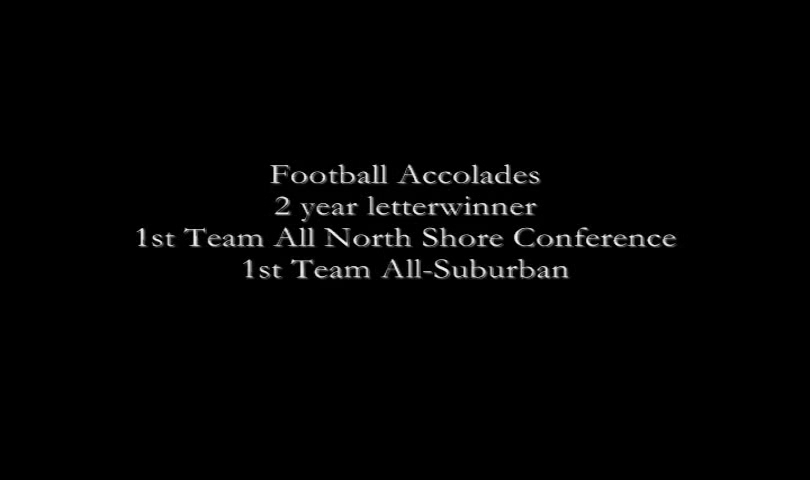 Football Accolades
2 year letterwinner
1st Team All North Shore Conference
1st Team All-Suburban